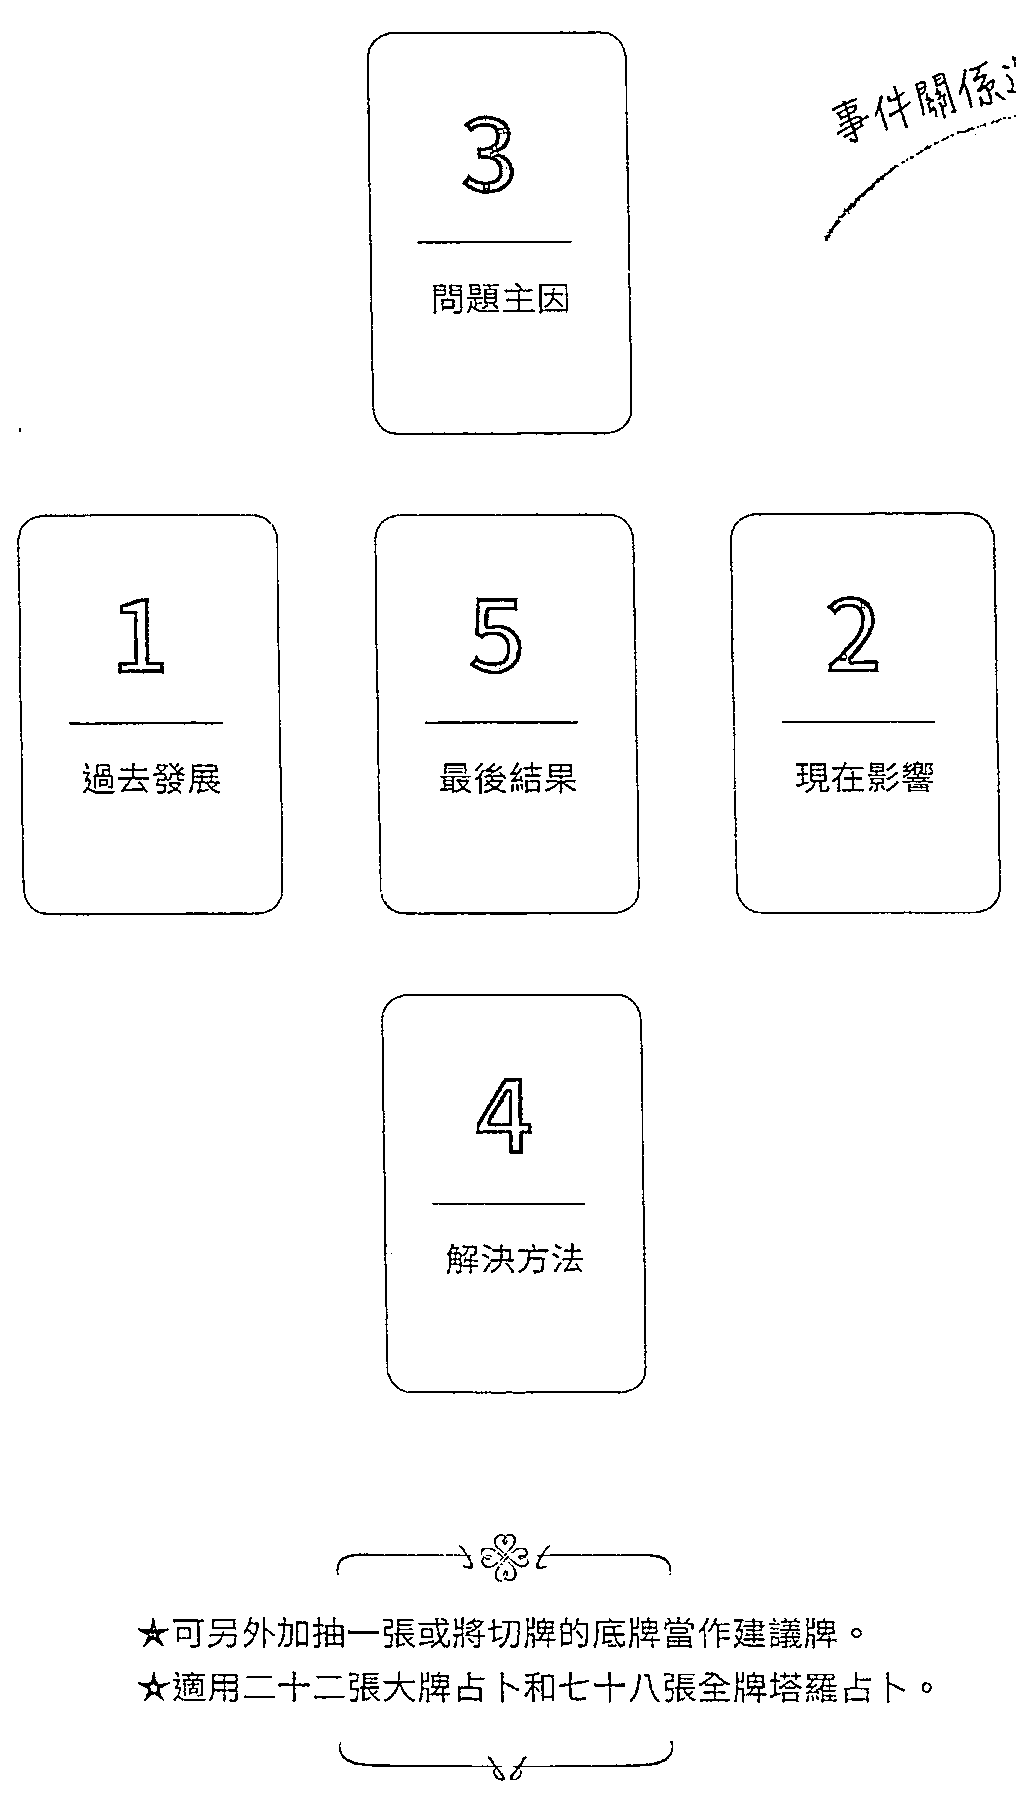 3
事件關係
問題主因
1
5
2
過去發展
最後結果
現在影響
4
解決方法
★可另外加抽一張或將切牌的底牌當作建議牌。
★適用二十二張大牌占卜和七十八張全牌塔羅占卜。